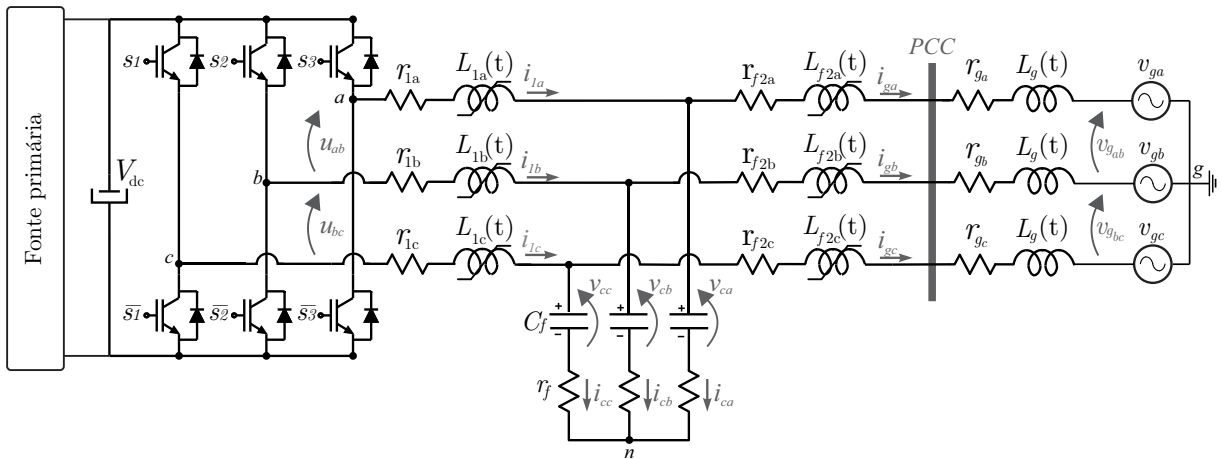 Fonte primária
V_dc
s1
s2
s3
s̅1
s̅2
s̅3
a
b
c
u_ab
u_bc
r_1a
L_1a(t)
i_1a
r_1b
L_1b(t)
i_1b
r_1c
L_1c(t)
i_1c
r_f2a
L_f2a(t)
i_ga
r_f2b
L_f2b(t)
i_gb
r_f2c
L_f2c(t)
i_gc
PCC
r_ga
L_g(t)
v_ga
r_gb
L_g(t)
v_gb
r_gc
L_g(t)
v_gc
v_gab
v_gbc
g
C_f
+
-
v_cc
+
-
v_cb
+
-
v_ca
r_f
i_cc
i_cb
i_ca
n